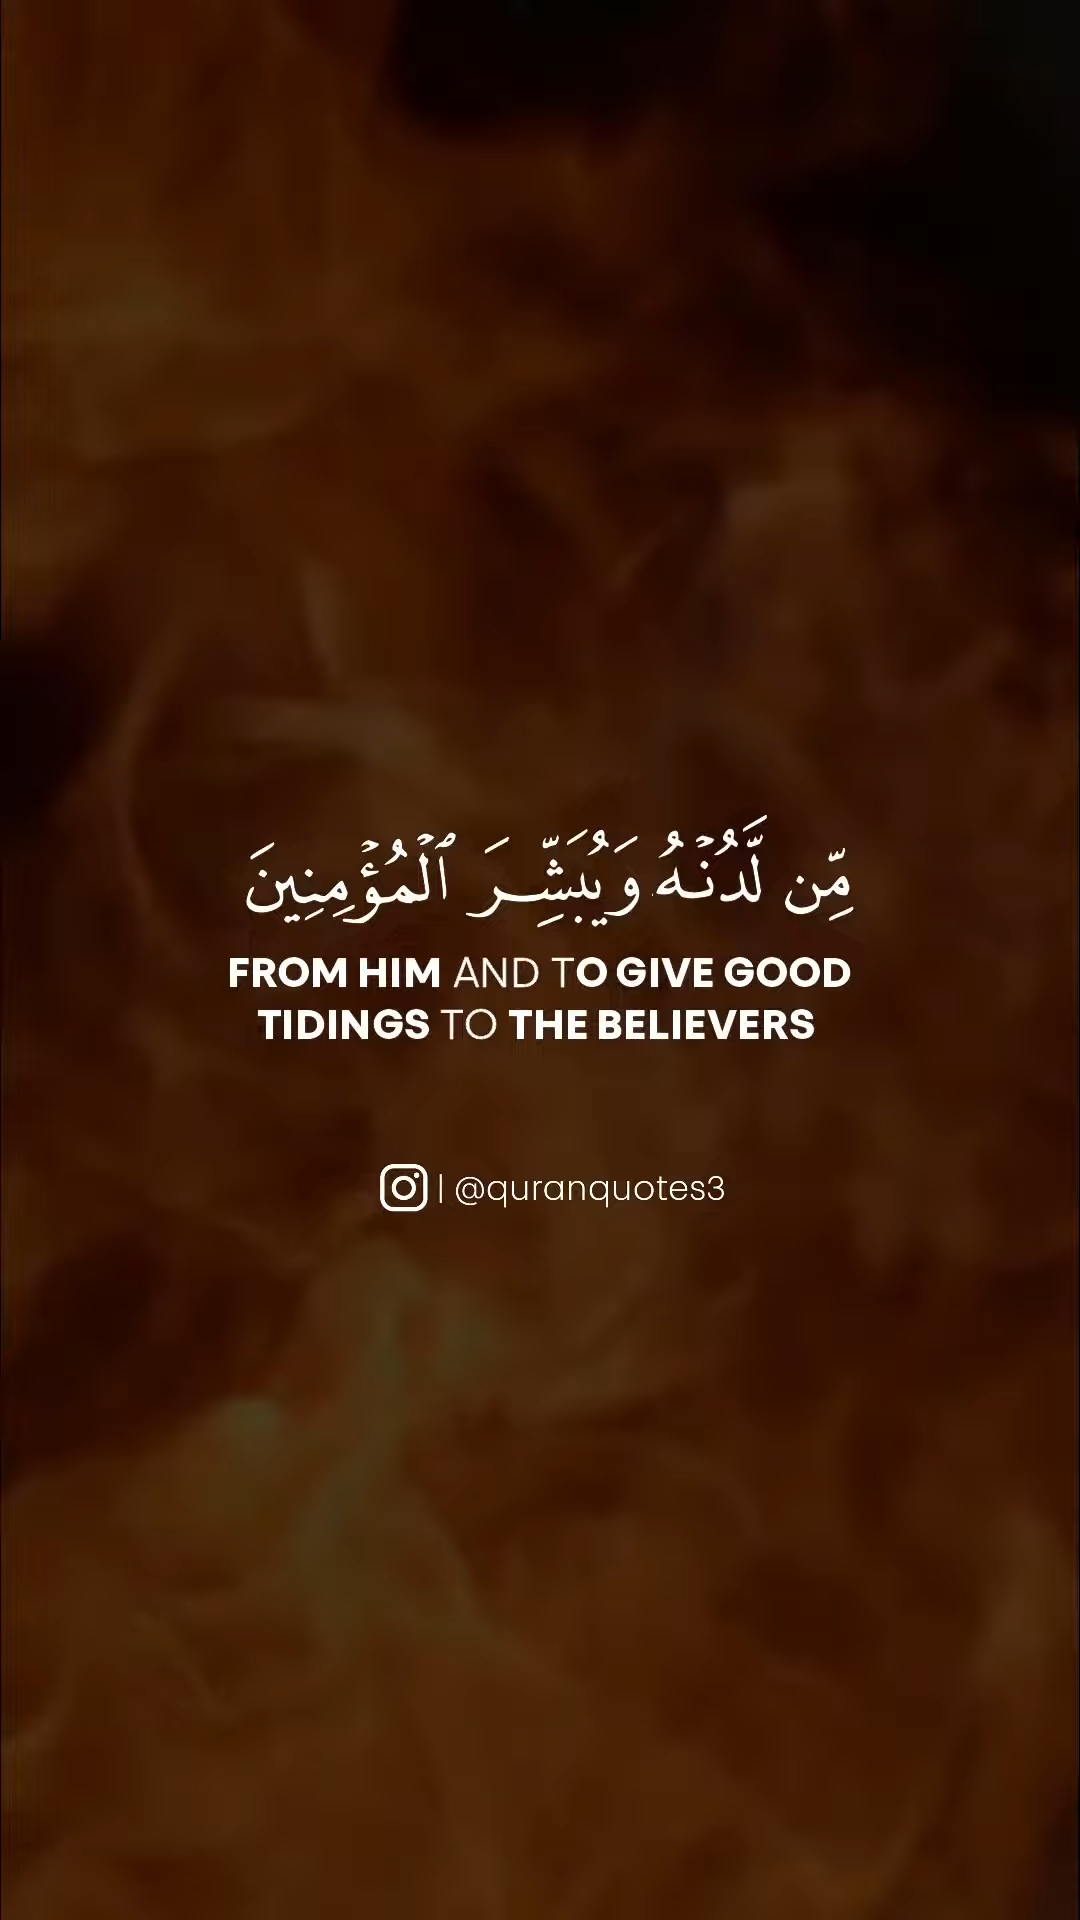 مِّن لَّدُنۡهُ وَيُبَشِّرَ ٱلۡمُؤۡمِنِينَ
FROM HIM AND TO GIVE GOOD
TIDINGS TO THE BELIEVERS
| @quranquotes3